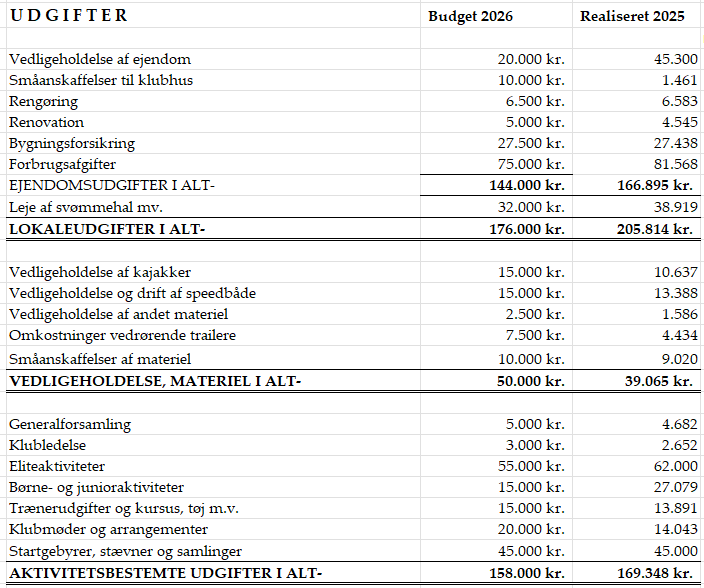 UDGIFTER Budget 2026 Realiseret 2025
Vedligeholdelse af ejendom 20.000 kr. 45.300
Småanskaffelser til klubhus 10.000 kr. 1.461
Rengøring 6.500 kr. 6.583
Renovation 5.000 kr. 4.545
Bygningsforsikring 27.500 kr. 27.438
Forbrugsafgifter 75.000 kr. 81.568
EJENDOMSUDGIFTER I ALT- 144.000 kr. 166.895 kr.
Leje af svømmehal mv. 32.000 kr. 38.919
LOKALEUDGIFTER I ALT- 176.000 kr. 205.814 kr.
Vedligeholdelse af kajakker 15.000 kr. 10.637
Vedligeholdelse og drift af speedbåde 15.000 kr. 13.388
Vedligeholdelse af andet materiel 2.500 kr. 1.586
Omkostninger vedrørende trailere 7.500 kr. 4.434
Småanskaffelser af materiel 10.000 kr. 9.020
VEDLIGEHOLDELSE, MATERIEL I ALT- 50.000 kr. 39.065 kr.
Generalforsamling 5.000 kr. 4.682
Klubledelse 3.000 kr. 2.652
Eliteaktiviteter 55.000 kr. 62.000
Børne- og junioraktiviteter 15.000 kr. 27.079
Trænerudgifter og kursus, tøj m.v. 15.000 kr. 13.891
Klubmøder og arrangementer 20.000 kr. 14.043
Startgebyrer, stævner og samlinger 45.000 kr. 45.000
AKTIVITETSBESTEMTE UDGIFTER I ALT- 158.000 kr. 169.348 kr.